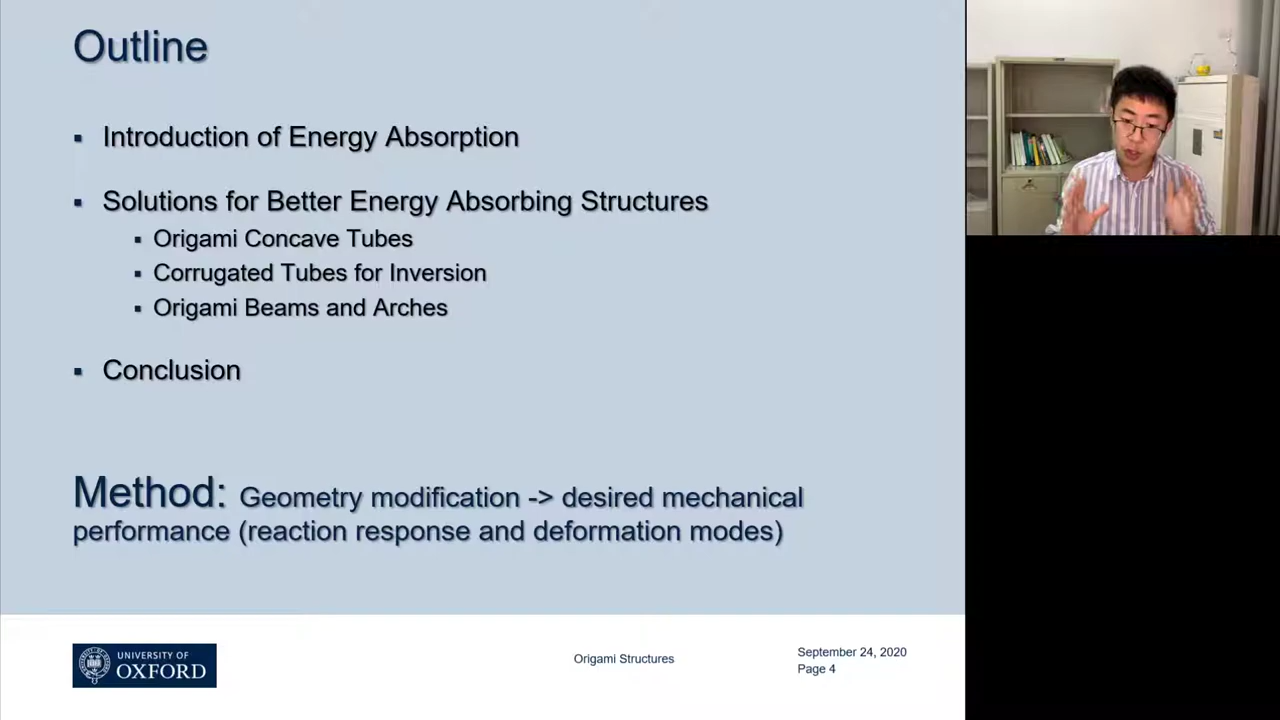 Outline
▪ Introduction of Energy Absorption
▪ Solutions for Better Energy Absorbing Structures
▪ Origami Concave Tubes
▪ Corrugated Tubes for Inversion
▪ Origami Beams and Arches
▪ Conclusion
Method: Geometry modification -> desired mechanical
performance (reaction response and deformation modes)
UNIVERSITY OF
OXFORD
Origami Structures
September 24, 2020
Page 4